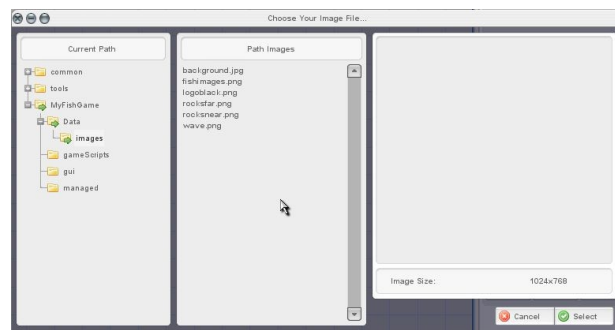 Choose Your Image File...
Current Path
common
tools
MyFishGame
Data
images
gameScripts
gui
managed
Path Images
background.jpg
fishimages.png
logoblack.png
rocksfar.png
rocksnear.png
wave.png
Image Size: 1024x768
Cancel Select